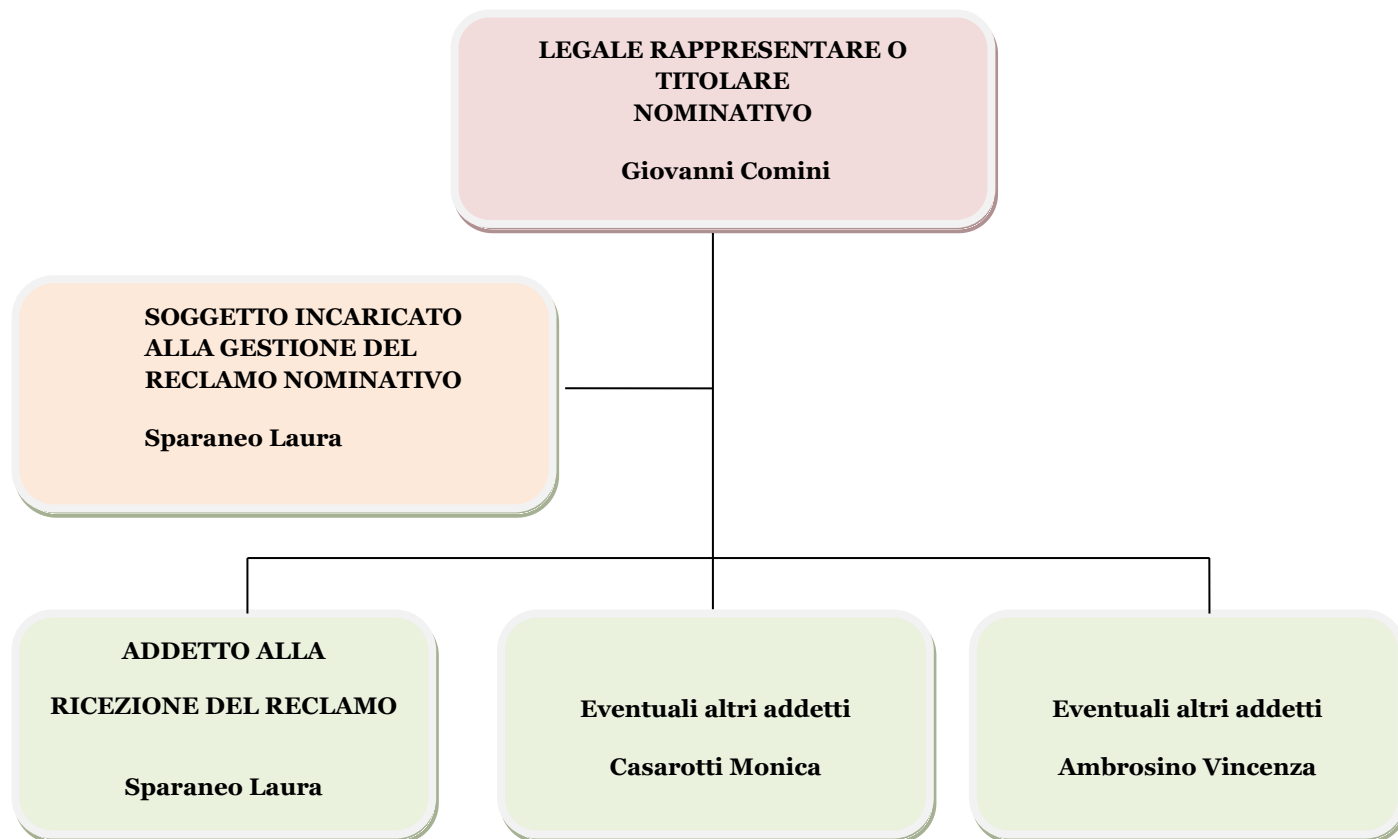 LEGALE RAPPRESENTARE O
TITOLARE
NOMINATIVO
Giovanni Comini
SOGGETTO INCARICATO
ALLA GESTIONE DEL
RECLAMO NOMINATIVO
Sparaneo Laura
ADDETTO ALLA
RICEZIONE DEL RECLAMO
Sparaneo Laura
Eventuali altri addetti
Casarotti Monica
Eventuali altri addetti
Ambrosino Vincenza